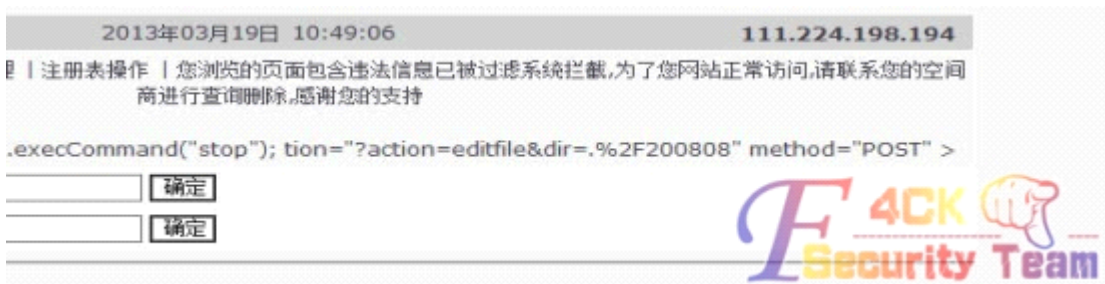 2013年03月19日 10:49:06 111.224.198.194
理 | 注册表操作 | 您浏览的页面包含违法信息已被过滤系统拦截,为了您网站正常访问,请联系您的空间
商进行查询删除,感谢您的支持
.execCommand("stop"); tion="?action=editfile&dir=.%2F200808" method="POST" >
确定
确定
F 4CK
Security Team